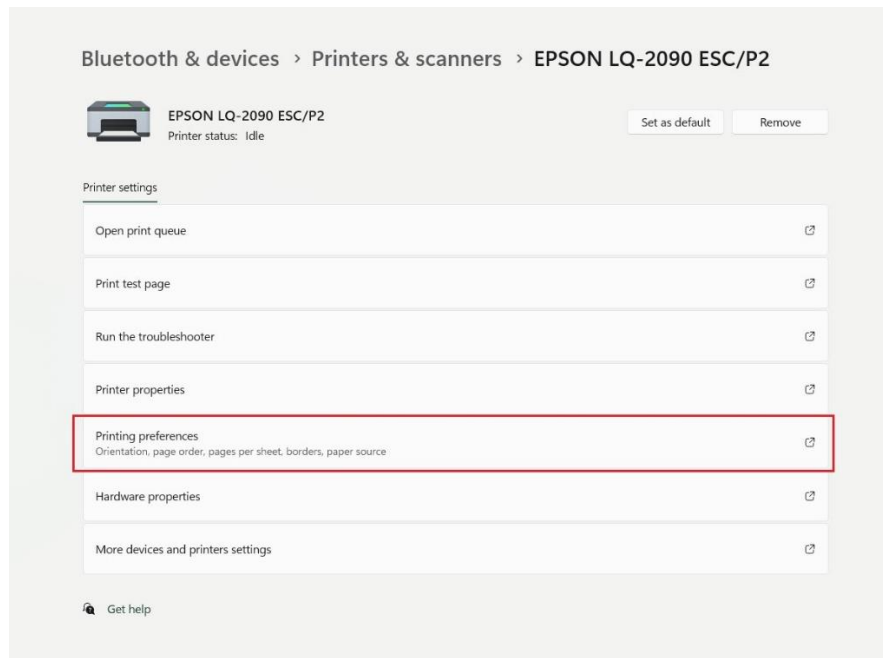 Bluetooth & devices > Printers & scanners > EPSON LQ-2090 ESC/P2
EPSON LQ-2090 ESC/P2
Printer status: Idle
Set as default
Remove
Printer settings
Open print queue
Print test page
Run the troubleshooter
Printer properties
Printing preferences
Orientation, page order, pages per sheet, borders, paper source
Hardware properties
More devices and printers settings
Get help